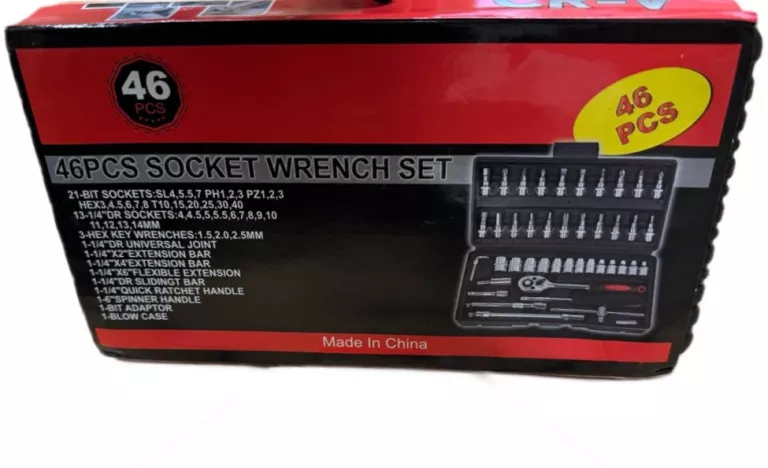 CR-V
46
PCS
46
PCS
46PCS SOCKET WRENCH SET
21-BIT SOCKETS:SL4,5.5,7 PH1,2,3 PZ1,2,3
HEX3,4,5,6,7,8 T10,15,20,25,30,40
13-1/4"DR SOCKETS:4,4.5,5,5.5,6,7,8,9,10
11,12,13,14MM
3-HEX KEY WRENCHES:1.5,2.0,2.5MM
1-1/4"DR UNIVERSAL JOINT
1-1/4"X2"EXTENSION BAR
1-1/4"X4"EXTENSION BAR
1-1/4"X6"FLEXIBLE EXTENSION
1-1/4"DR SLIDINGT BAR
1-1/4"QUICK RATCHET HANDLE
1-6"SPINNER HANDLE
1-BIT ADAPTOR
1-BLOW CASE
Made In China